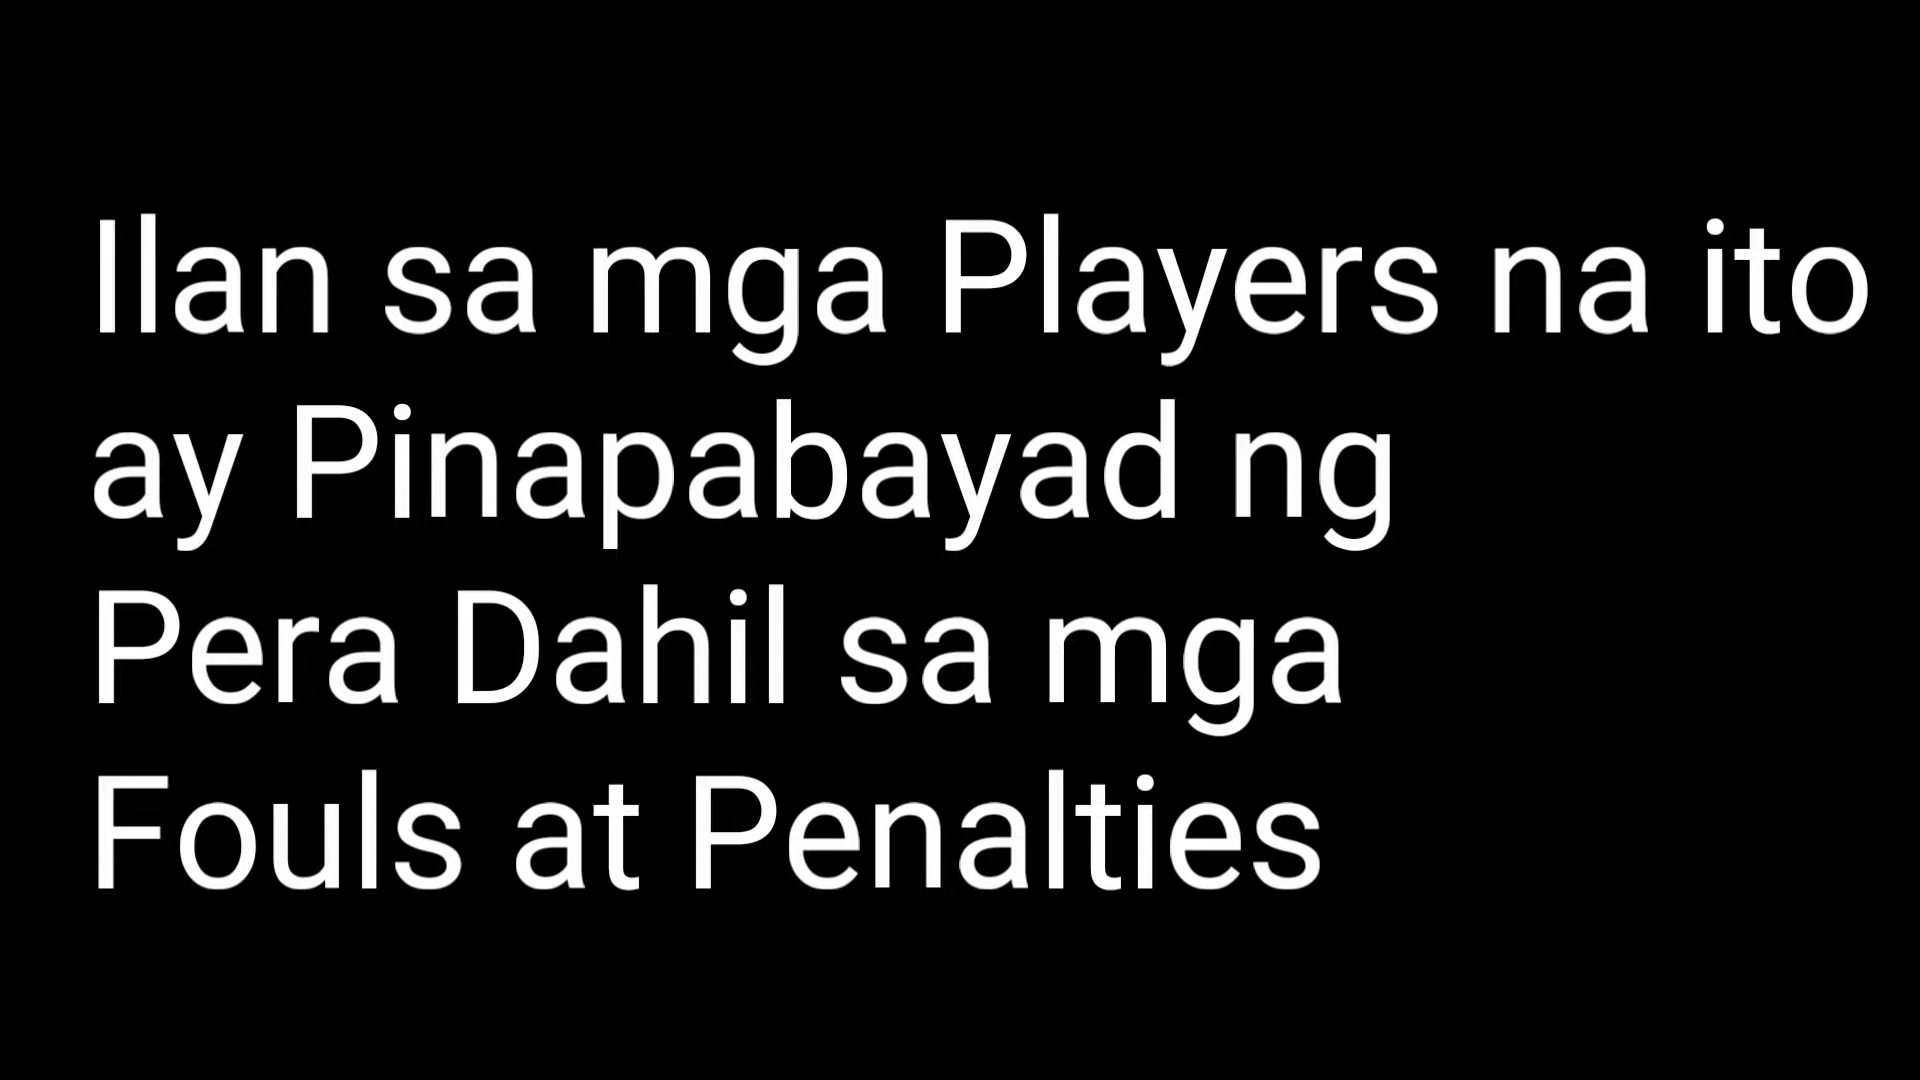 Ilan sa mga Players na ito
ay Pinapabayad ng
Pera Dahil sa mga
Fouls at Penalties